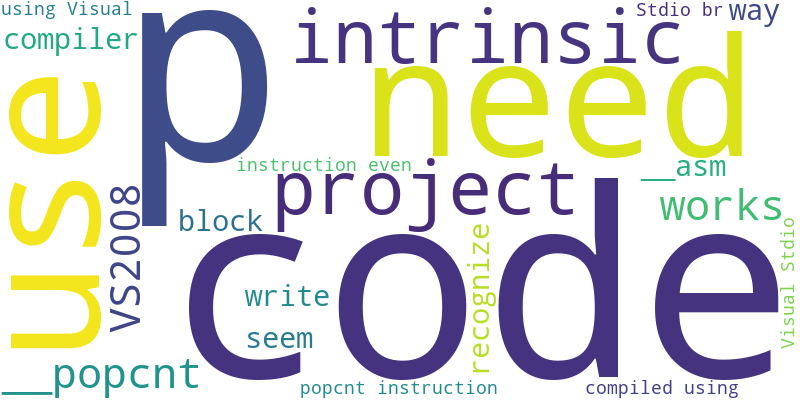 using Visual
p
intrinsic
Stdio br
way
compiler
need
use
instruction even
__asm
project
VS2008
block
works
code
recognize
Visual Stdio
write
seem
__popcnt
popcnt instruction
compiled using